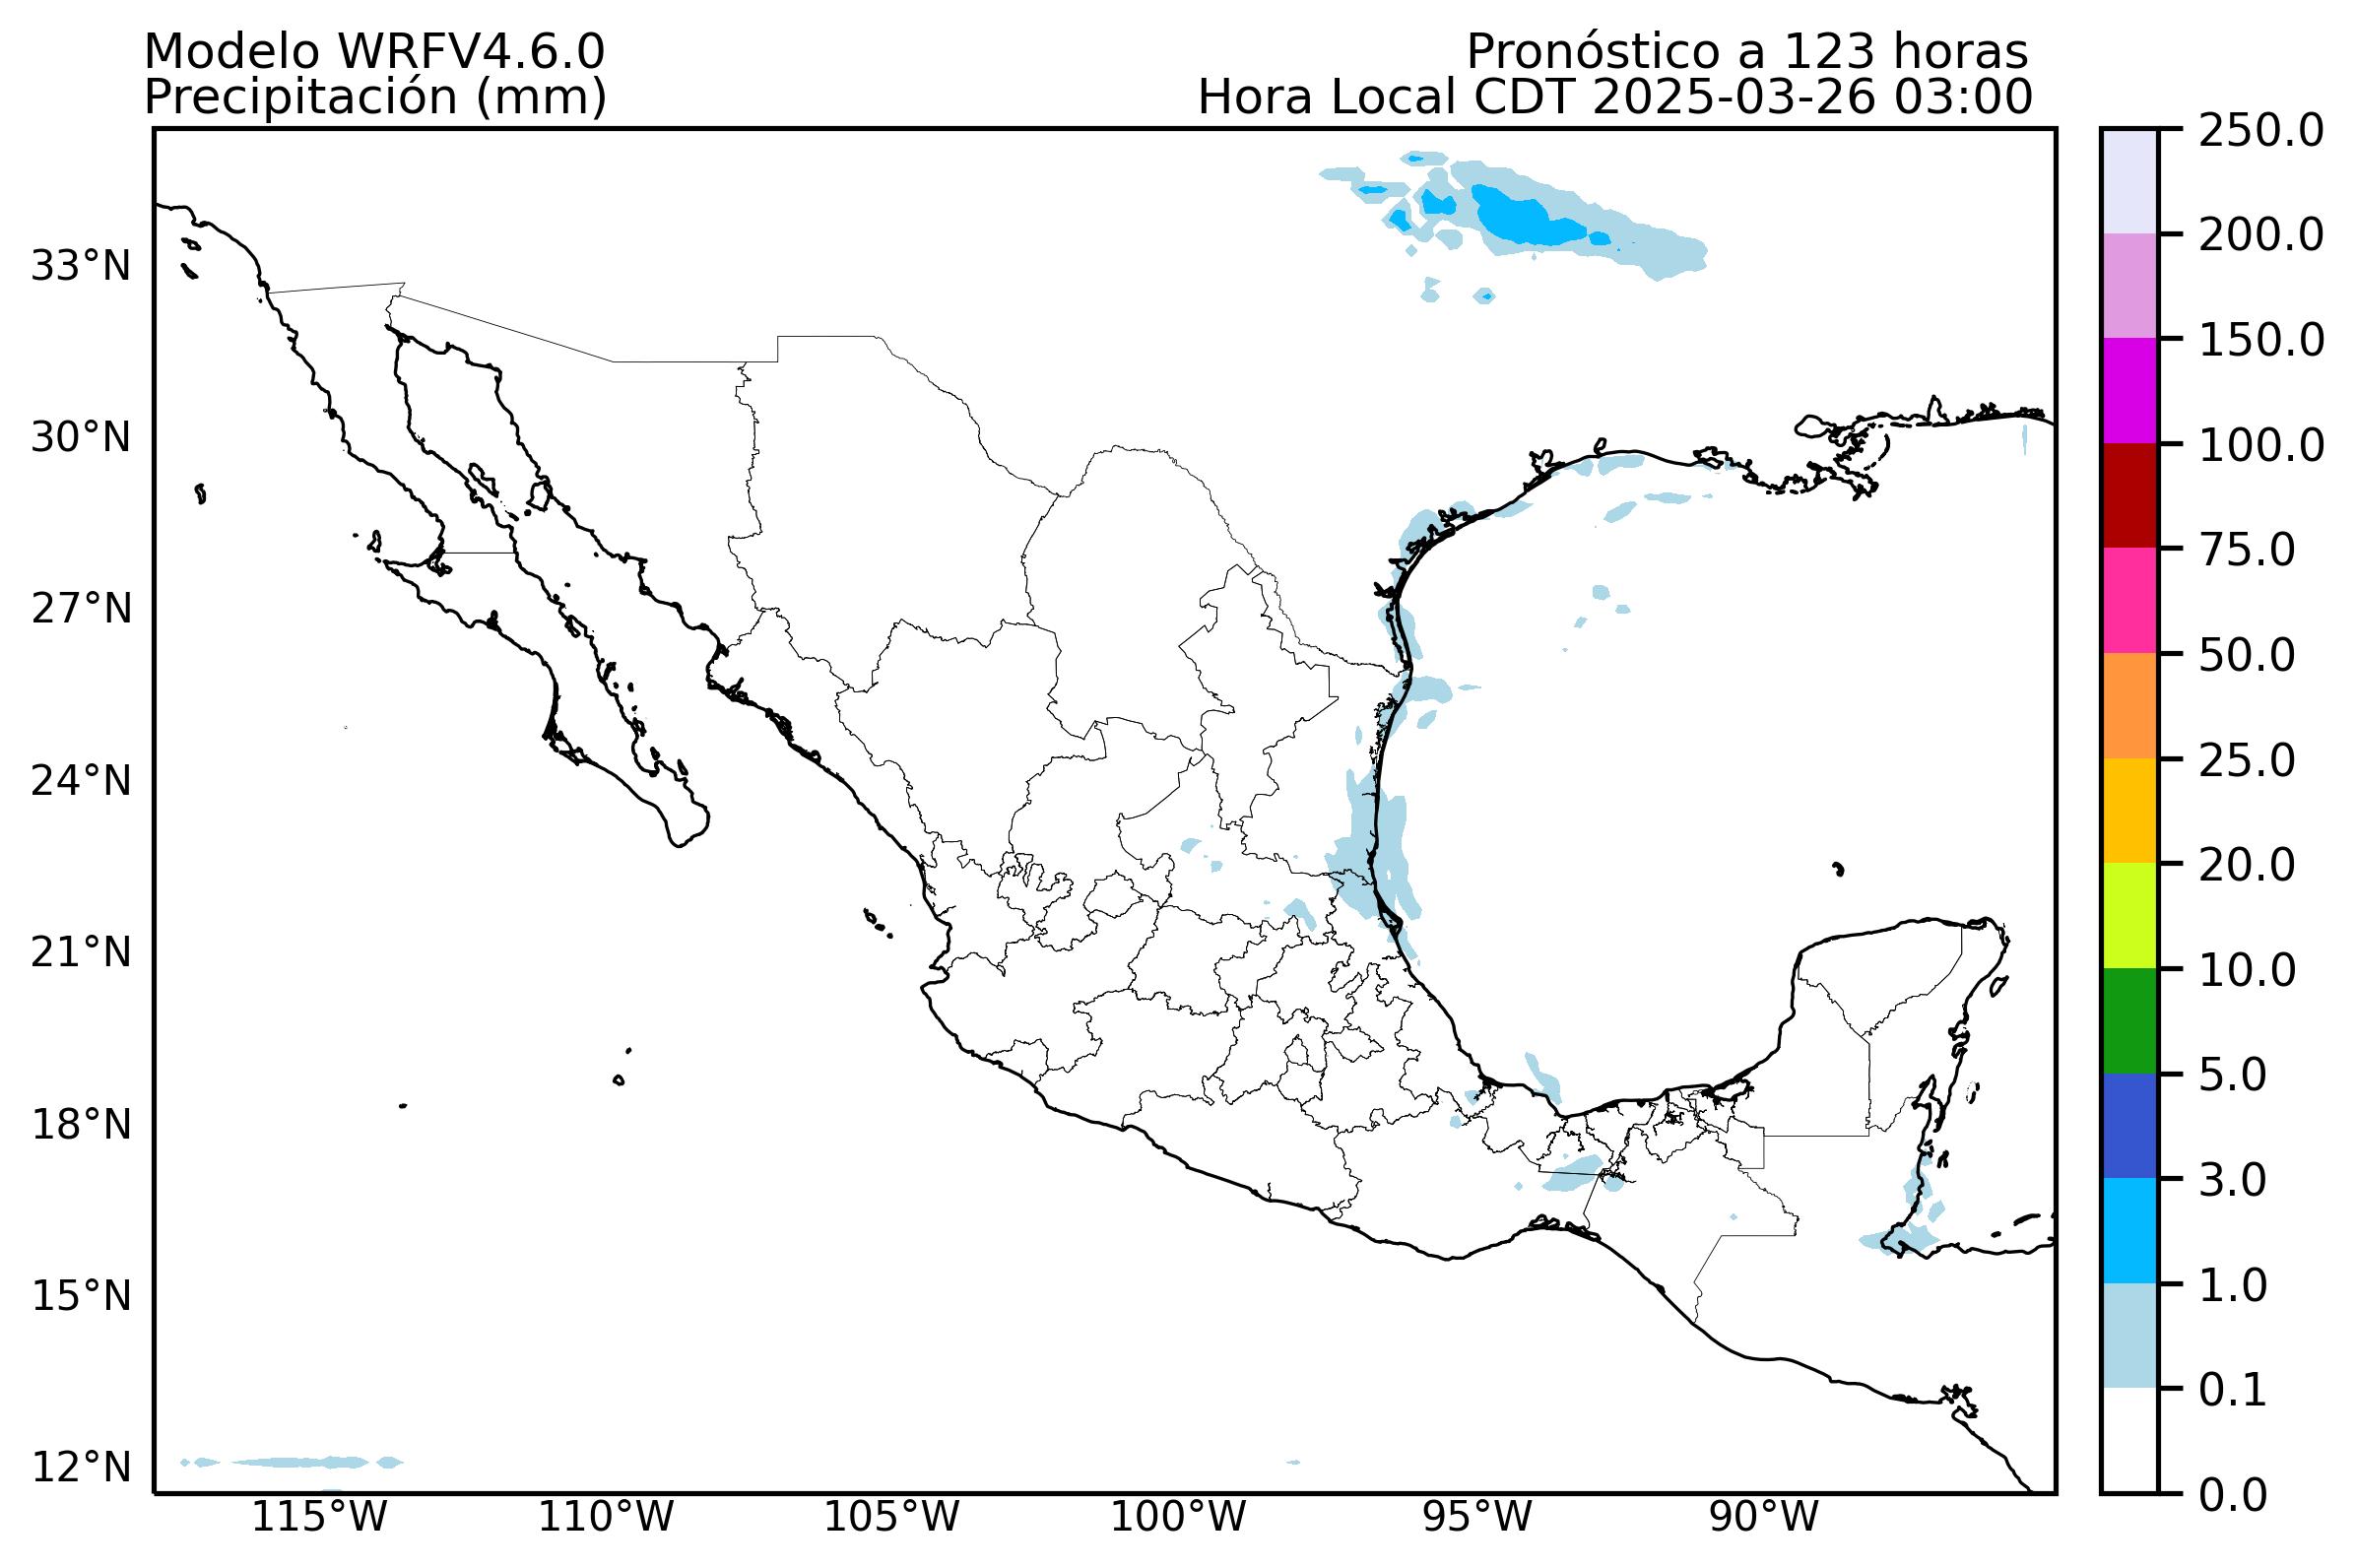 Modelo WRFV4.6.0
Precipitación (mm)
Pronóstico a 123 horas
Hora Local CDT 2025-03-26 03:00
33°N
30°N
27°N
24°N
21°N
18°N
15°N
12°N
115°W
110°W
105°W
100°W
95°W
90°W
250.0
200.0
150.0
100.0
75.0
50.0
25.0
20.0
10.0
5.0
3.0
1.0
0.1
0.0